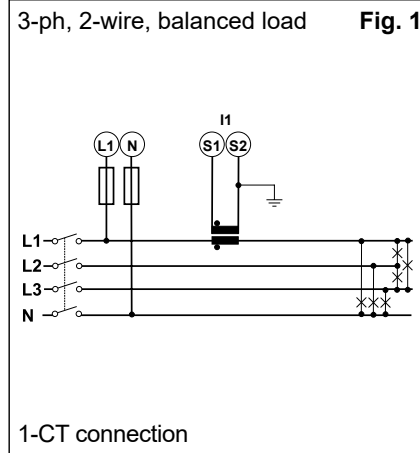 3-ph, 2-wire, balanced load Fig. 1
I1
L1 N S1 S2
L1
L2
L3
N
1-CT connection